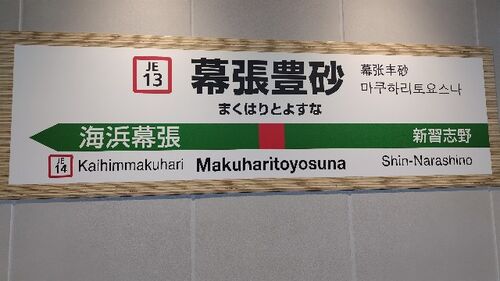 JE
13
幕張豊砂
まくはりとよすな
幕张丰砂
마쿠하리토요스나
海浜幕張
新習志野
JE
14
Kaihimmakuhari
Makuharitoyosuna
Shin-Narashino